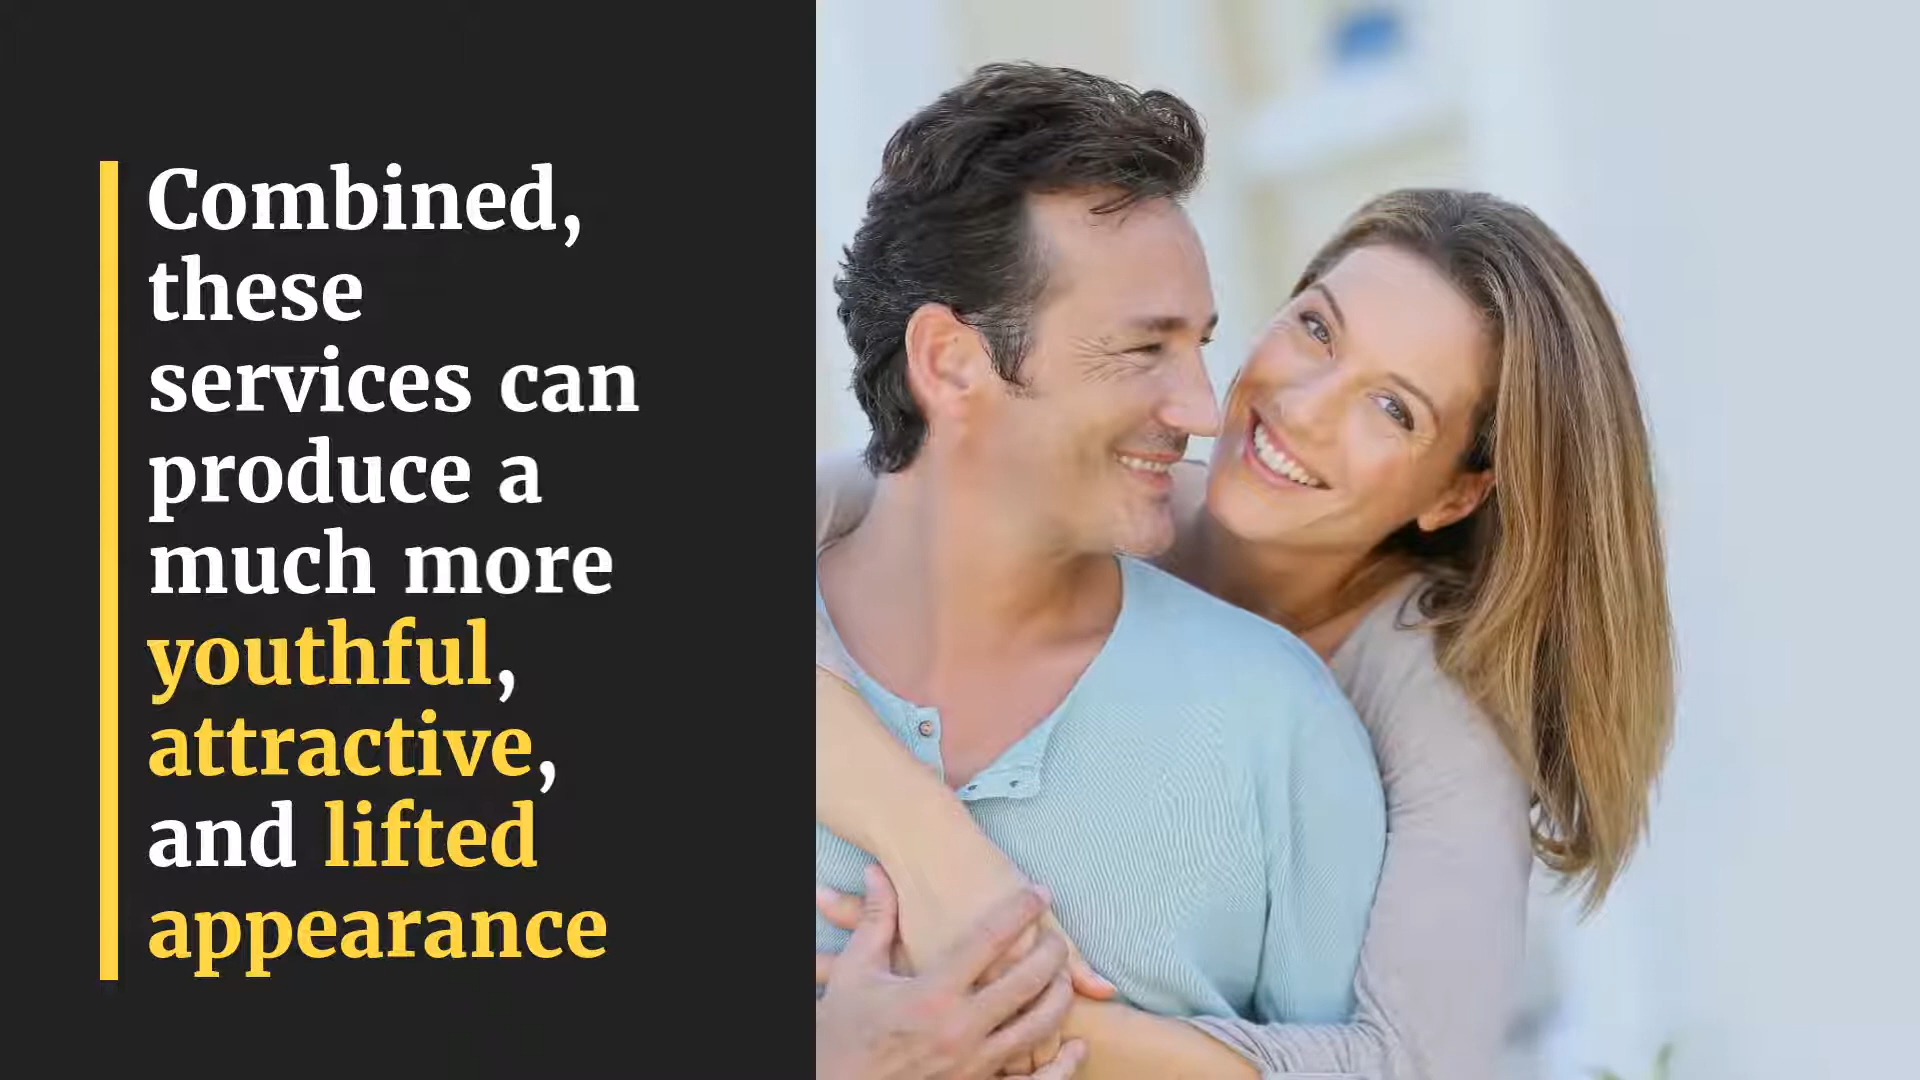 Combined,
these
services can
produce a
much more
youthful,
attractive,
and lifted
appearance